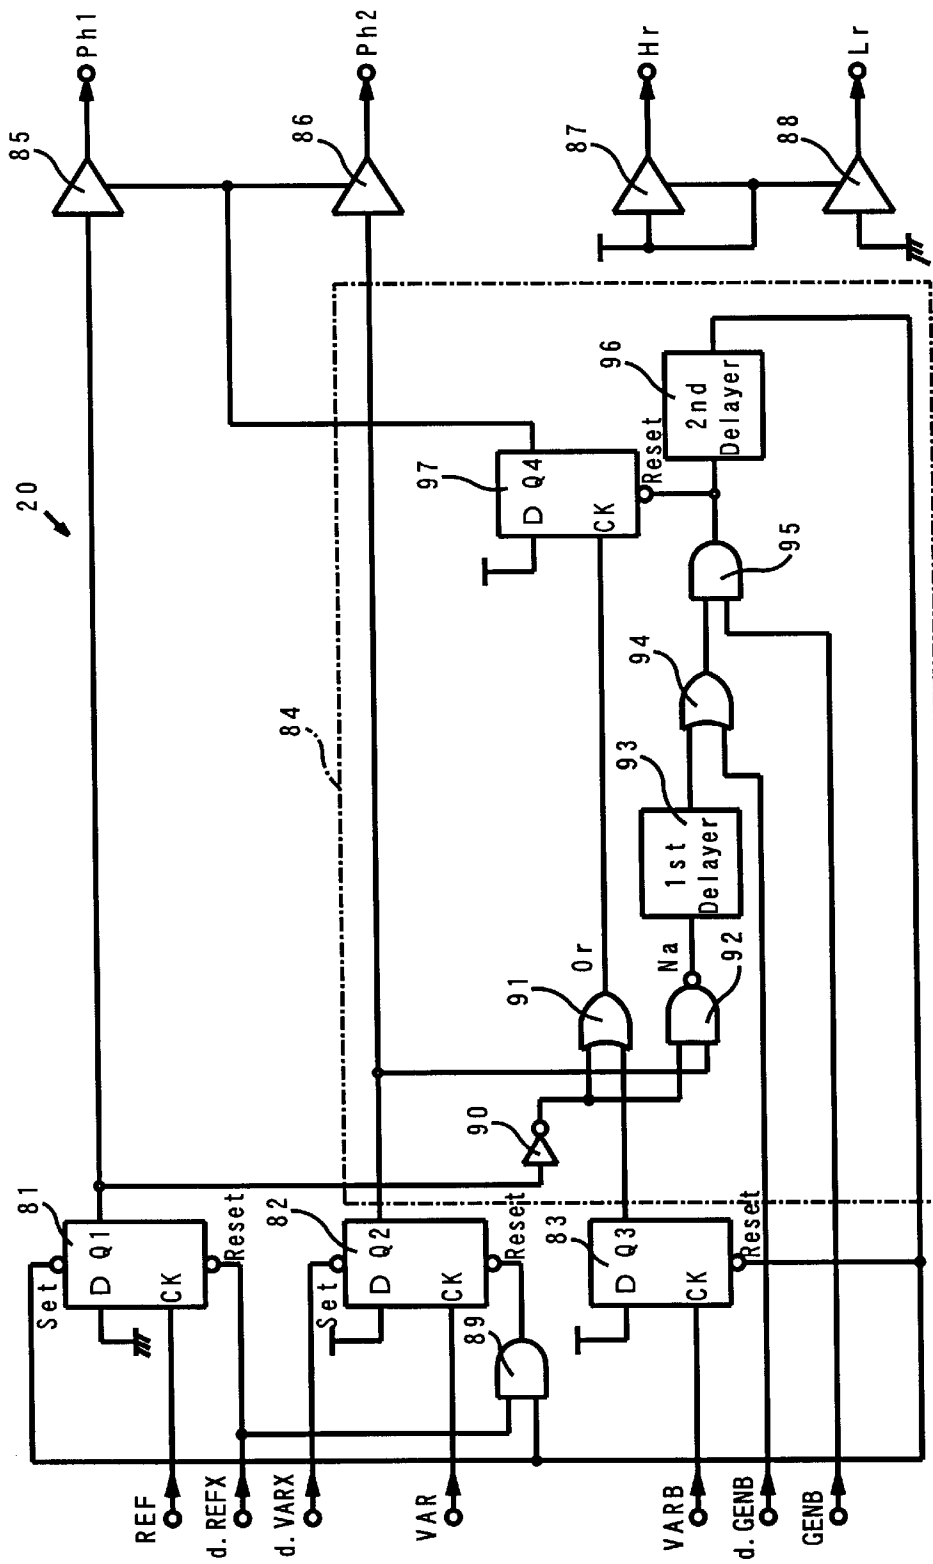 20
REF
d.REFX
d.VARX
VAR
VARB
d.GENB
GENB
Set
81
D Q1
CK
Reset
Set
82
D Q2
CK
Reset
89
83
D Q3
CK
Reset
84
90
91
Or
Na
92
93
1st
Delayer
94
95
97
D Q4
CK
Reset
96
2nd
Delayer
85
Ph1
86
Ph2
87
Hr
88
Lr